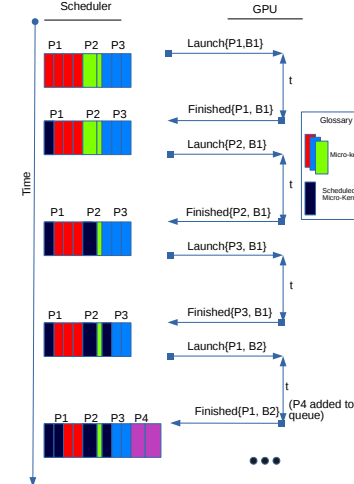 Scheduler
GPU
P1 P2 P3
Launch{P1,B1}
t
Finished{P1, B1}
P1 P2 P3
Launch{P2, B1}
Glossary
Time
t
Scheduled
Finished{P2, B1}
P1 P2 P3
Launch{P3, B1}
t
Finished{P3, B1}
P1 P2 P3
Launch{P1, B2}
t
(P4 added to
queue)
Finished{P1, B2}
P1 P2 P3 P4